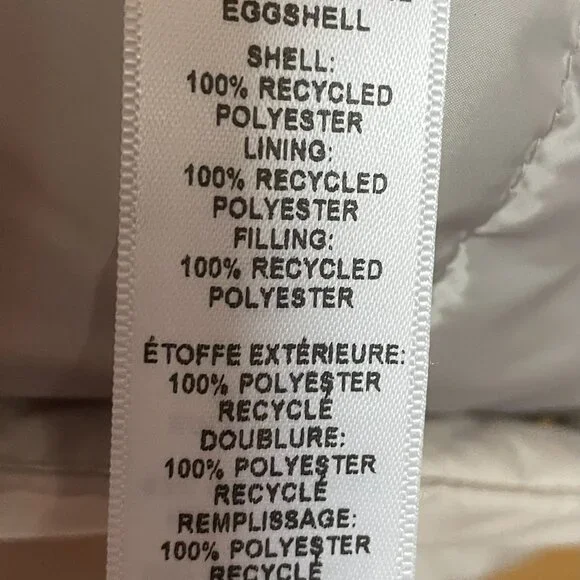 EGGSHELL
SHELL:
100% RECYCLED
POLYESTER
LINING:
100% RECYCLED
POLYESTER
FILLING:
100% RECYCLED
POLYESTER
ÉTOFFE EXTÉRIEURE:
100% POLYESTER
RECYCLÉ
DOUBLURE:
100% POLYESTER
RECYCLÉ
REMPLISSAGE:
100% POLYESTER
RECYCLÉ